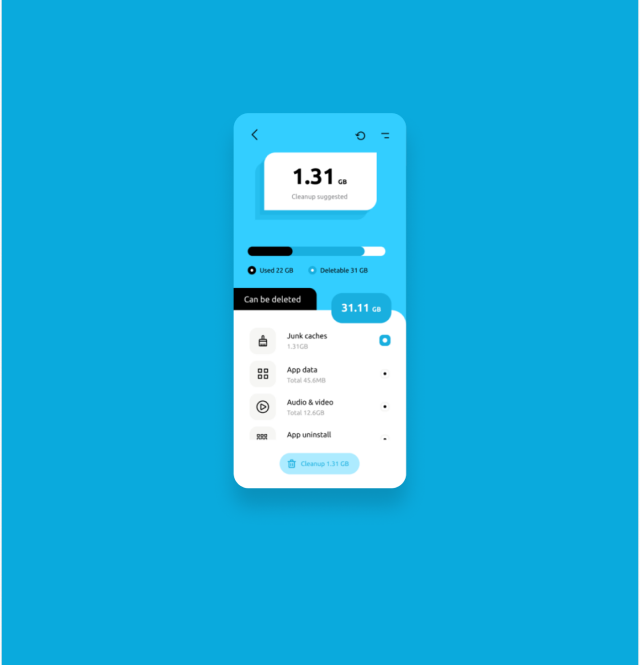 1.31 GB
Cleanup suggested
Used 22 GB
Deletable 31 GB
Can be deleted
31.11 GB
Junk caches
1.31GB
App data
Total 45.6MB
Audio & video
Total 12.6GB
App uninstall
Cleanup 1.31 GB